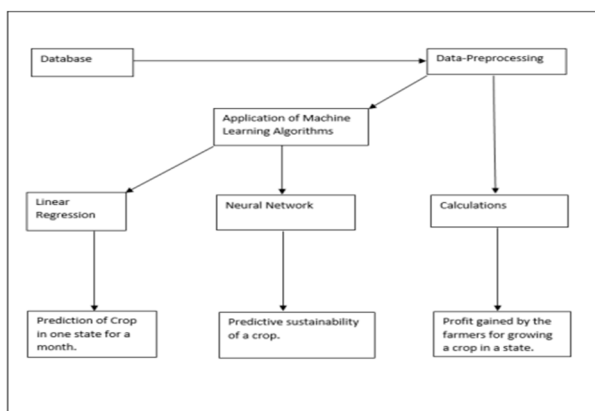 Database
Data-Preprocessing
Application of Machine
Learning Algorithms
Linear
Regression
Neural Network
Calculations
Prediction of Crop
in one state for a
month.
Predictive sustainability
of a crop.
Profit gained by the
farmers for growing
a crop in a state.